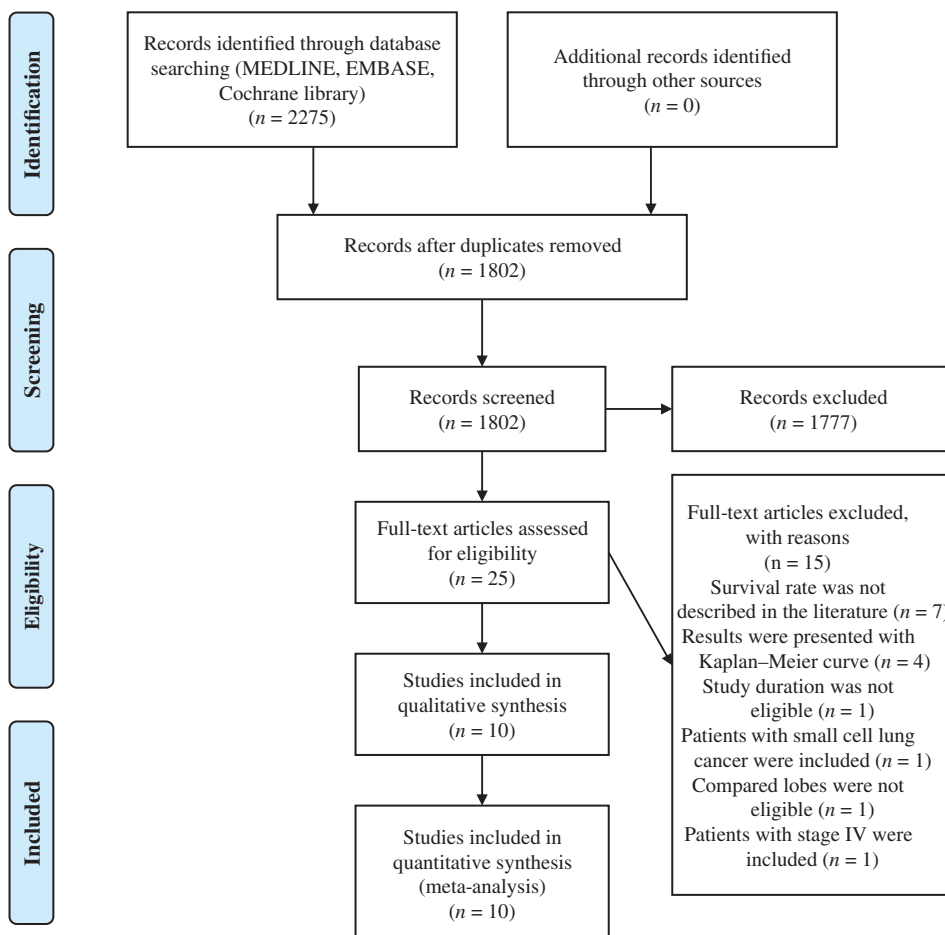 Identification
Records identified through database
searching (MEDLINE, EMBASE,
Cochrane library)
(n = 2275)
Additional records identified
through other sources
(n = 0)
Records after duplicates removed
(n = 1802)
Screening
Records screened
(n = 1802)
Records excluded
(n = 1777)
Eligibility
Full-text articles assessed
for eligibility
(n = 25)
Full-text articles excluded,
with reasons
(n = 15)
Survival rate was not
described in the literature (n = 7)
Results were presented with
Kaplan–Meier curve (n = 4)
Study duration was not
eligible (n = 1)
Patients with small cell lung
cancer were included (n = 1)
Compared lobes were not
eligible (n = 1)
Patients with stage IV were
included (n = 1)
Studies included in
qualitative synthesis
(n = 10)
Included
Studies included in
quantitative synthesis
(meta-analysis)
(n = 10)